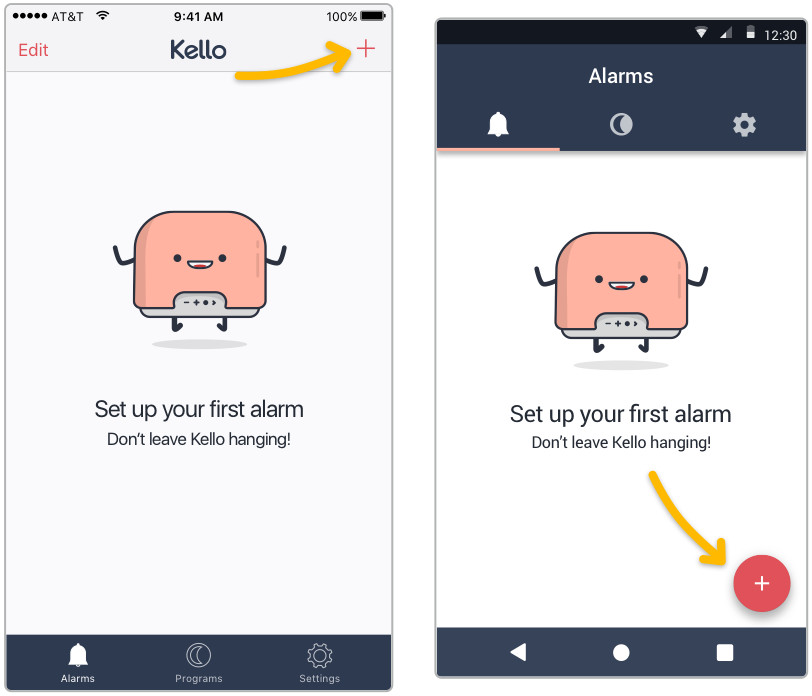 AT&T 9:41 AM 100%
Edit Kello +
Set up your first alarm
Don't leave Kello hanging!
Alarms Programs Settings
12:30
Alarms
Set up your first alarm
Don't leave Kello hanging!
+